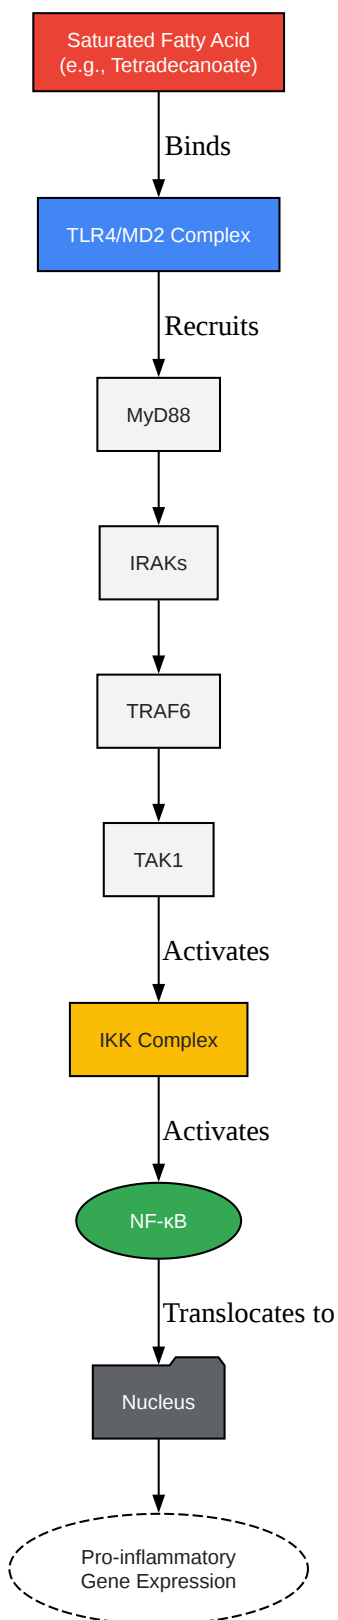 Saturated Fatty Acid
(e.g., Tetradecanoate)
Binds
TLR4/MD2 Complex
Recruits
MyD88
IRAKs
TRAF6
TAK1
Activates
IKK Complex
Activates
NF-κB
Translocates to
Nucleus
Pro-inflammatory
Gene Expression